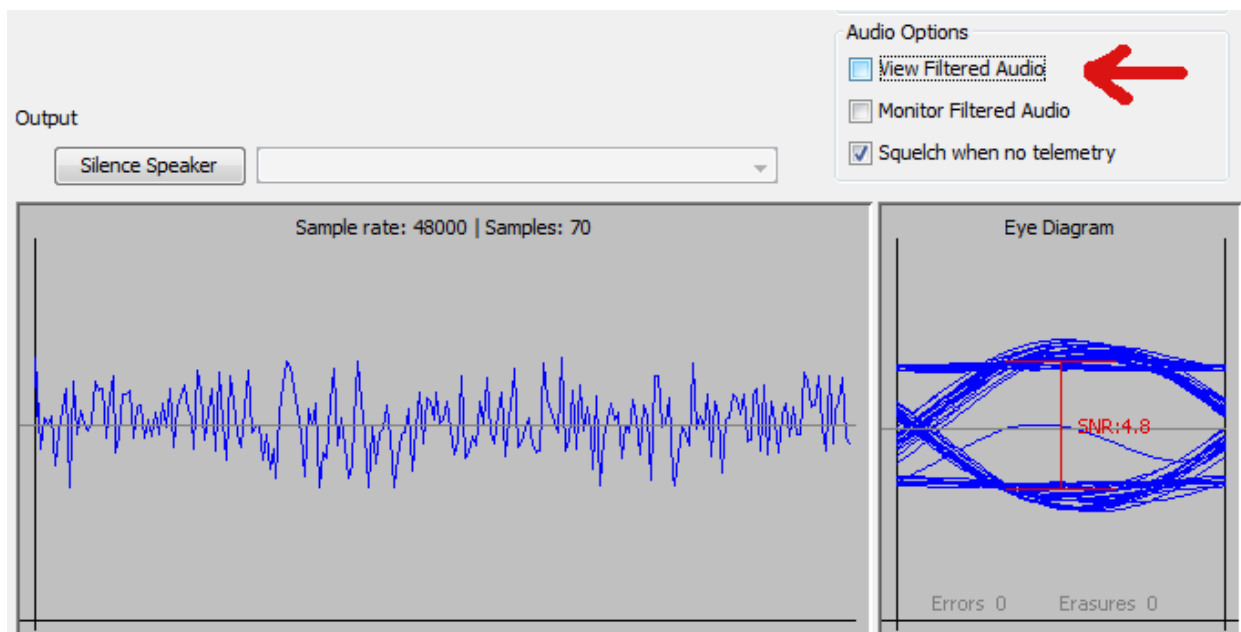 Audio Options
View Filtered Audio
Monitor Filtered Audio
Output
Silence Speaker
Squelch when no telemetry
Sample rate: 48000 | Samples: 70
Eye Diagram
SNR:4.8
Errors 0 Erasures 0